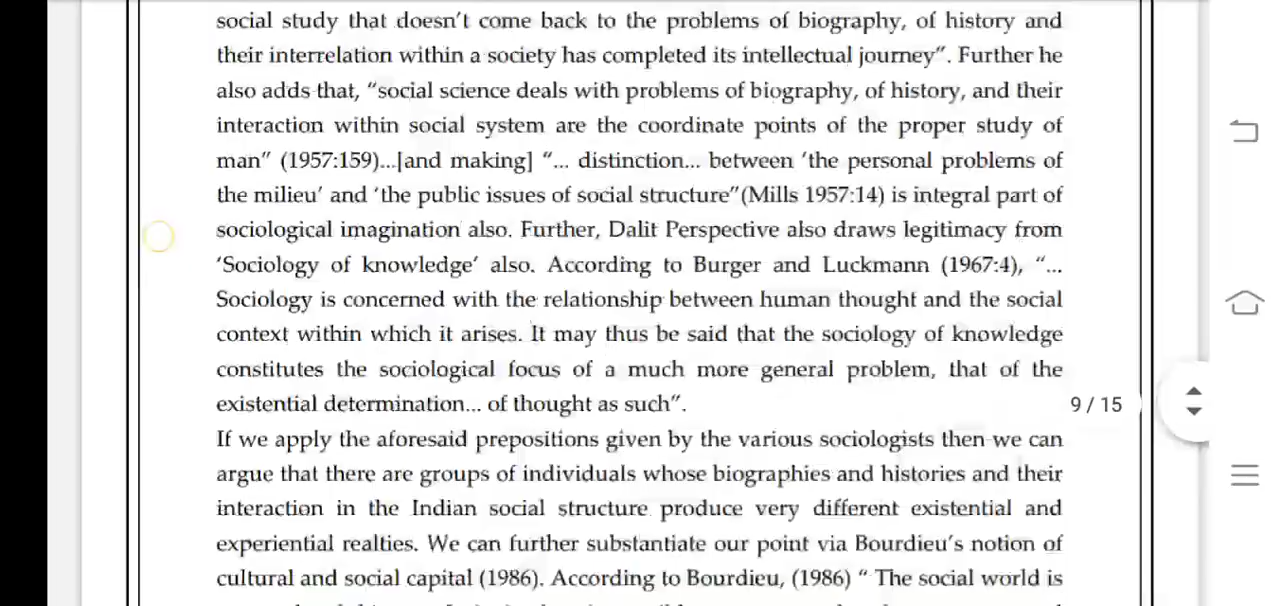 social study that doesn't come back to the problems of biography, of history and
their interrelation within a society has completed its intellectual journey". Further he
also adds that, "social science deals with problems of biography, of history, and their
interaction within social system are the coordinate points of the proper study of
man" (1957:159)...[and making] "... distinction... between 'the personal problems of
the milieu' and 'the public issues of social structure"(Mills 1957:14) is integral part of
sociological imagination also. Further, Dalit Perspective also draws legitimacy from
'Sociology of knowledge' also. According to Burger and Luckmann (1967:4), "...
Sociology is concerned with the relationship between human thought and the social
context within which it arises. It may thus be said that the sociology of knowledge
constitutes the sociological focus of a much more general problem, that of the
existential determination... of thought as such".
9 / 15
If we apply the aforesaid prepositions given by the various sociologists then we can
argue that there are groups of individuals whose biographies and histories and their
interaction in the Indian social structure produce very different existential and
experiential realties. We can further substantiate our point via Bourdieu's notion of
cultural and social capital (1986). According to Bourdieu, (1986) " The social world is